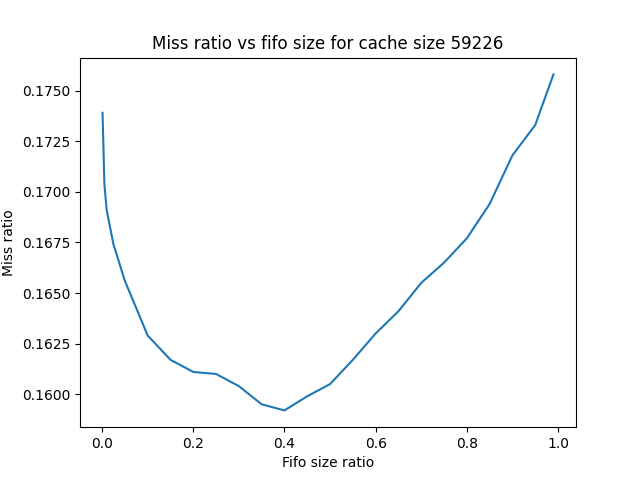 Miss ratio vs fifo size for cache size 59226
0.1750
0.1725
0.1700
0.1675
0.1650
0.1625
0.1600
Miss ratio
0.0 0.2 0.4 0.6 0.8 1.0
Fifo size ratio